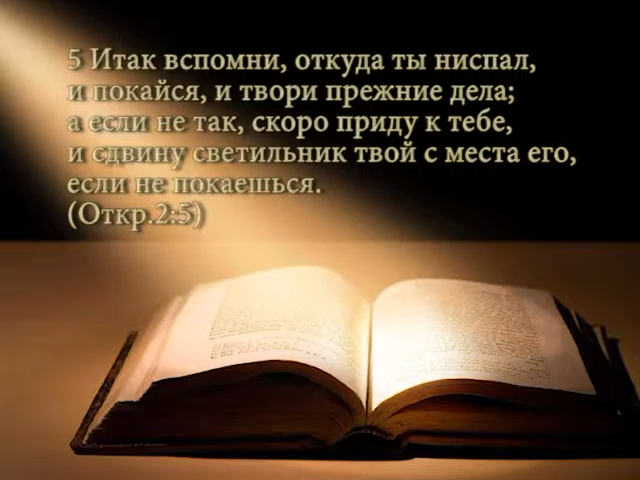 5 Итак вспомни, откуда ты ниспал,
и покайся, и твори прежние дела;
а если не так, скоро приду к тебе,
и сдвину светильник твой с места его,
если не покаешься.
(Откр.2:5)